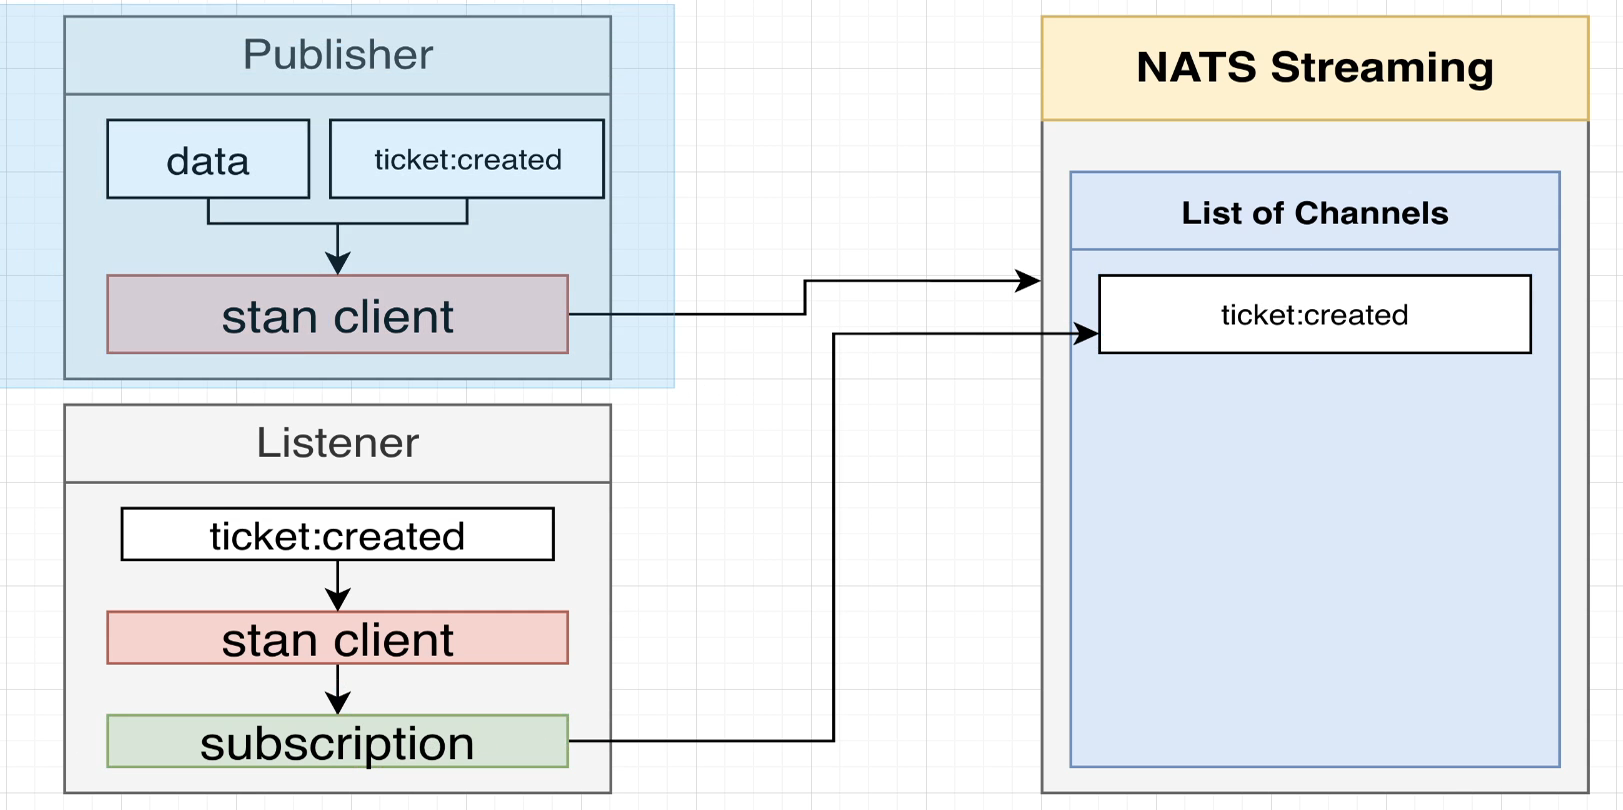 Publisher
data
ticket:created
stan client
Listener
ticket:created
stan client
subscription
NATS Streaming
List of Channels
ticket:created